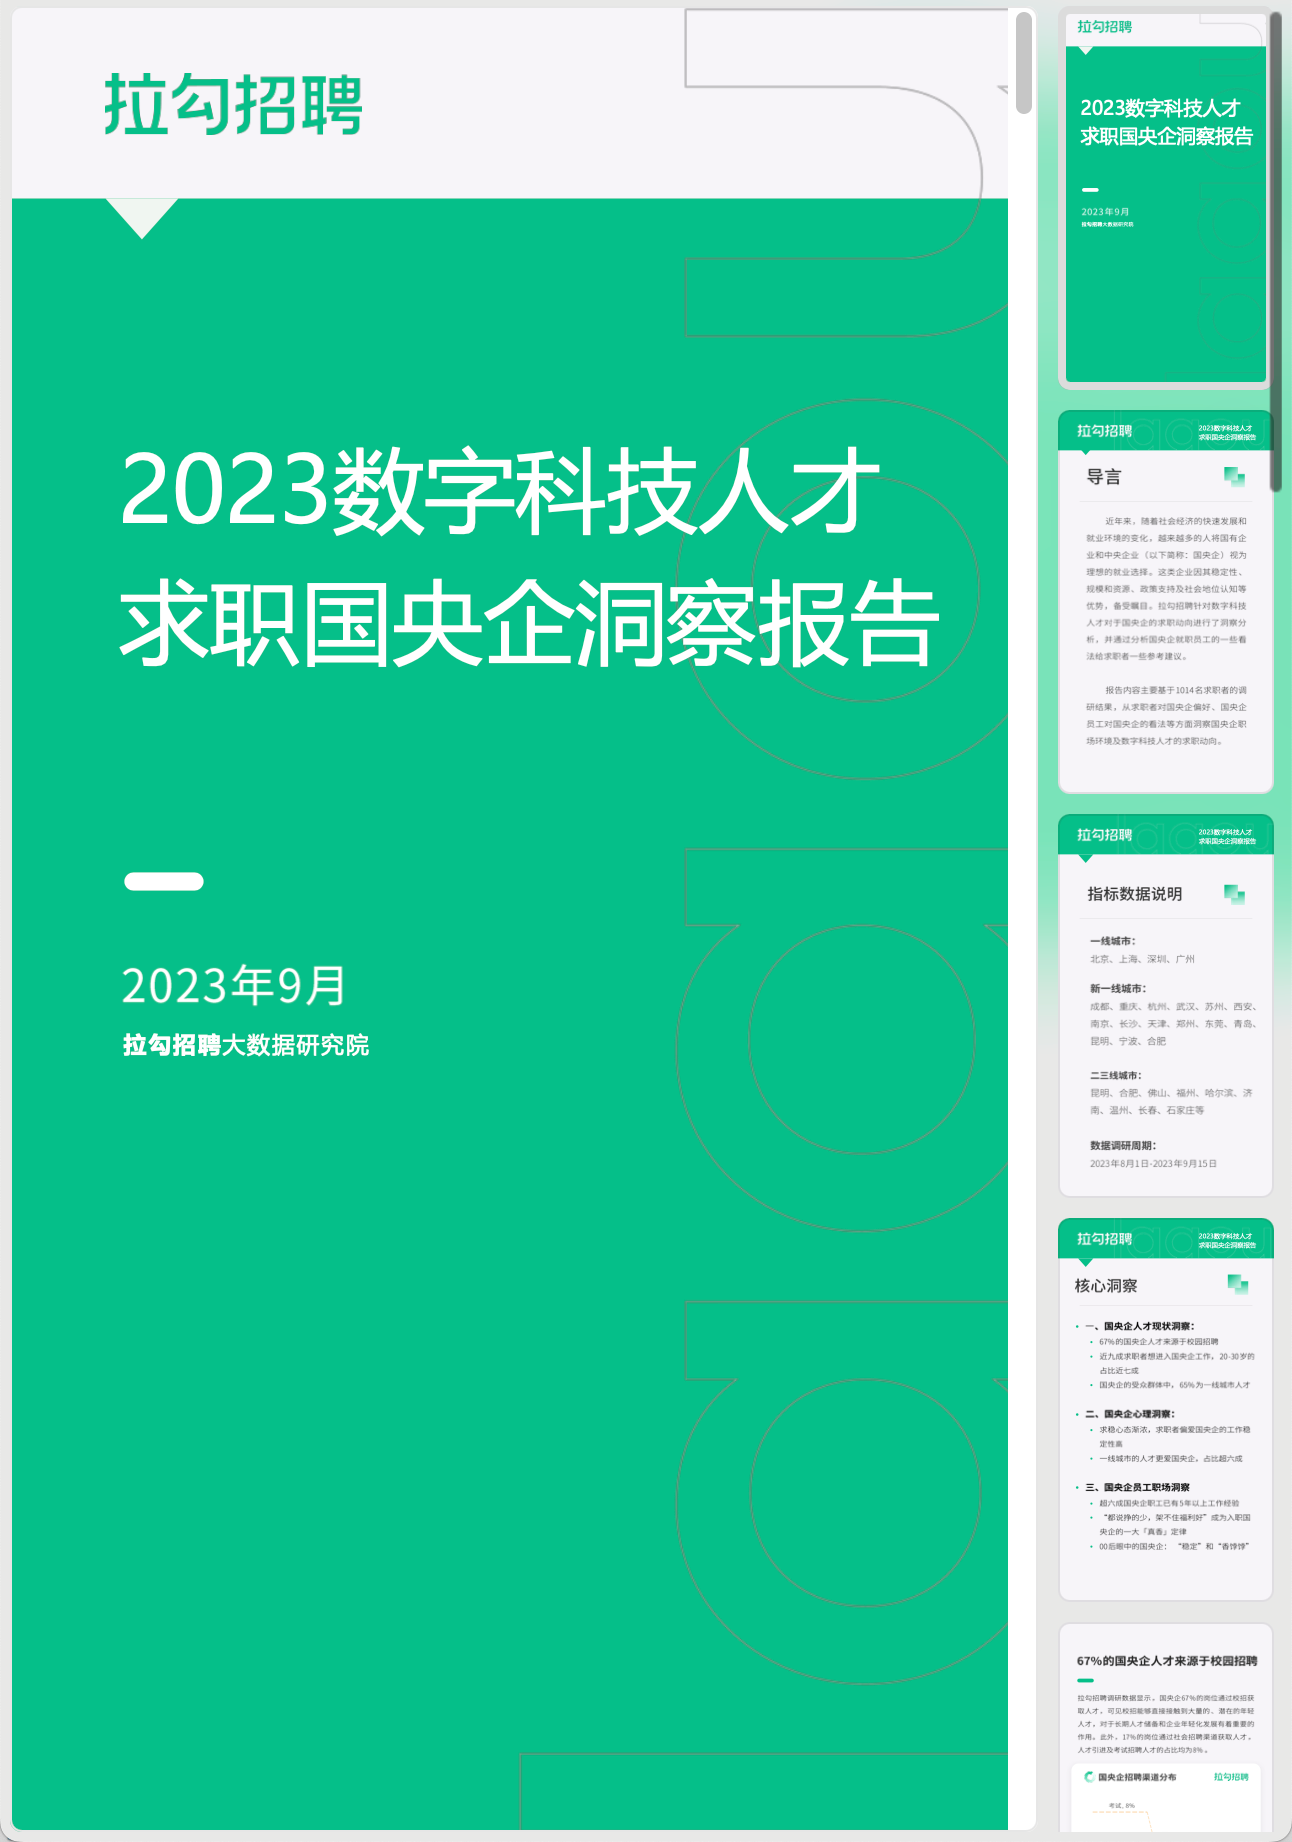 拉勾招聘
2023数字科技人才
求职国央企洞察报告
2023年9月
拉勾招聘大数据研究院
拉勾招聘
2023数字科技人才
求职国央企洞察报告
2023年9月
拉勾招聘大数据研究院
拉勾招聘
2023数字科技人才
求职国央企洞察报告
导言
近年来，随着社会经济的快速发展和
就业环境的变化，越来越多的人将国有企
业和中央企业（以下简称：国央企）视为
理想的就业选择。这类企业因其稳定性、
规模和资源、政策支持及社会地位认知等
优势，备受瞩目。拉勾招聘针对数字科技
人才对于国央企的求职动向进行了洞察分
析，并通过分析国央企就职员工的一些看
法给求职者一些参考建议。
报告内容主要基于1014名求职者的调
研结果，从求职者对国央企偏好、国央企
员工对国央企的看法等方面洞察国央企职
场环境及数字科技人才的求职动向。
拉勾招聘
2023数字科技人才
求职国央企洞察报告
指标数据说明
一线城市：
北京、上海、深圳、广州
新一线城市：
成都、重庆、杭州、武汉、苏州、西安、
南京、长沙、天津、郑州、东莞、青岛、
昆明、宁波、合肥
二三线城市：
昆明、合肥、佛山、福州、哈尔滨、济
南、温州、长春、石家庄等
数据调研周期：
2023年8月1日-2023年9月15日
拉勾招聘
2023数字科技人才
求职国央企洞察报告
核心洞察
一、国央企人才现状洞察：
67%的国央企人才来源于校园招聘
近九成求职者想进入国央企工作，20-30岁的
占比近七成
国央企的受众群体中，65%为一线城市人才
二、国央企心理洞察：
求稳心态渐浓，求职者偏爱国央企的工作稳
定性高
一线城市的人才更爱国央企，占比超六成
三、国央企员工职场洞察
超六成国央企职工已有5年以上工作经验
“都说挣的少，架不住福利好”成为入职国
央企的一大「真香」定律
00后眼中的国央企：“稳定”和“香饽饽”
67%的国央企人才来源于校园招聘
拉勾招聘调研数据显示，国央企67%的岗位通过校招获
取人才，可见校招能够直接接触到大量的、潜在的年轻
人才，对于长期人才储备和企业年轻化发展有着重要的
作用。此外，17%的岗位通过社会招聘渠道获取人才，
人才引进及考试招聘人才的占比均为8%。
国央企招聘渠道分布
拉勾招聘
考试, 8%